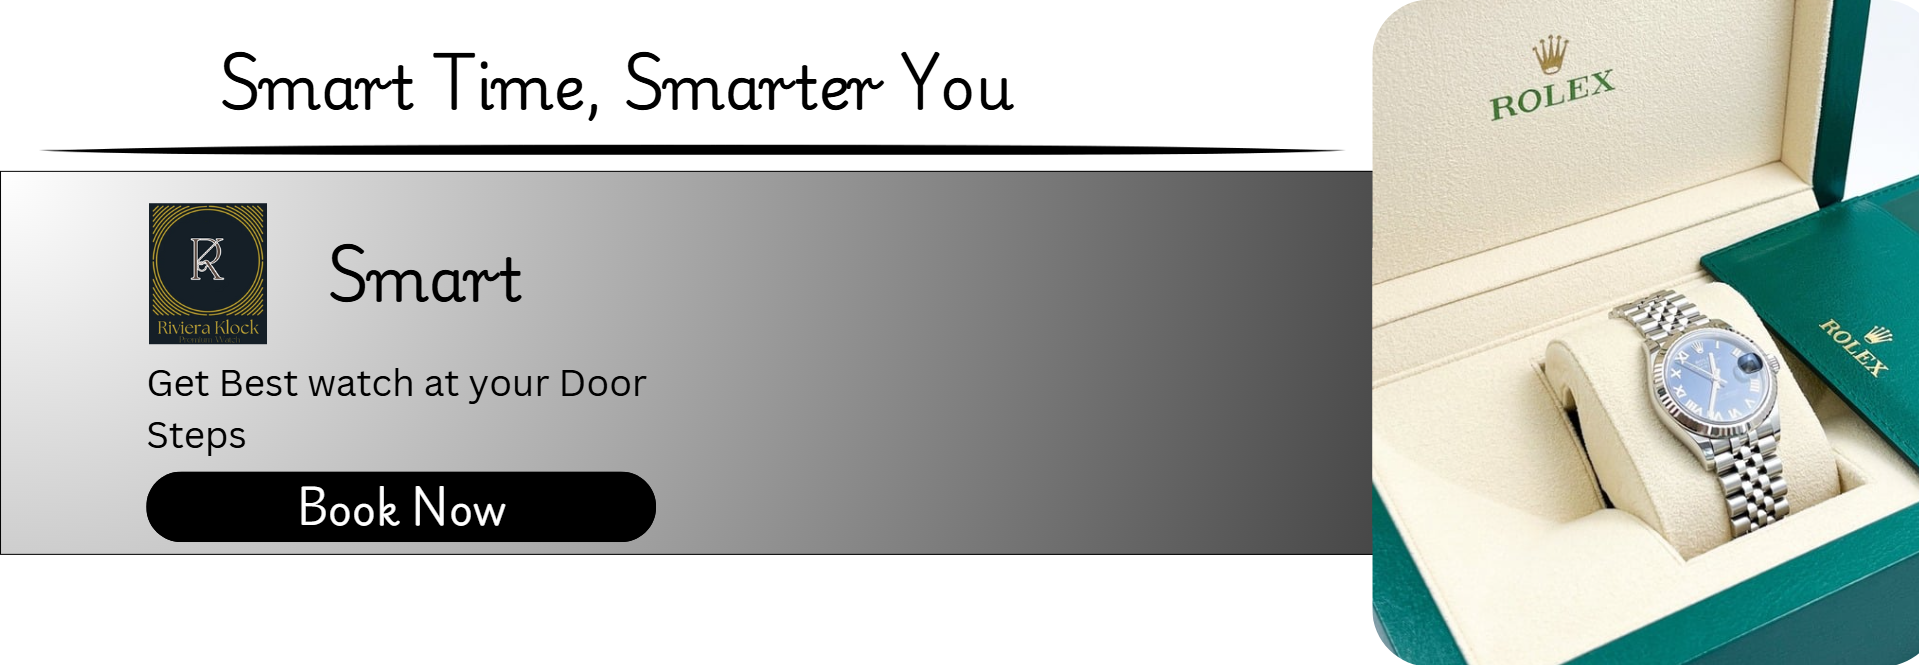 Smart Time, Smarter You
Riviera Klock
Premium Watch
Smart
Get Best watch at your Door
Steps
Book Now
ROLEX
ROLEX